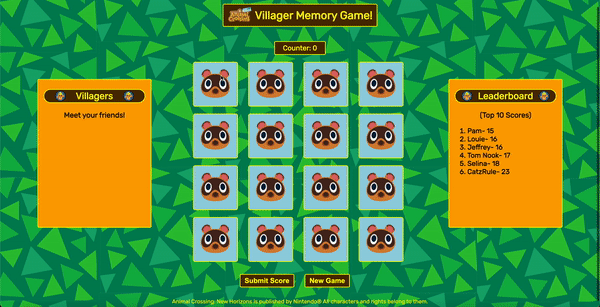 Animal Crossing
Villager Memory Game!
Counter: 0
Villagers
Meet your friends!
Leaderboard
(Top 10 Scores)
1. Pam- 15
2. Louie- 16
3. Jeffrey- 16
4. Tom Nook- 17
5. Selina- 18
6. CatzRule- 23
Submit Score
New Game
Animal Crossing: New Horizons is published by Nintendo® All characters and rights belong to them.